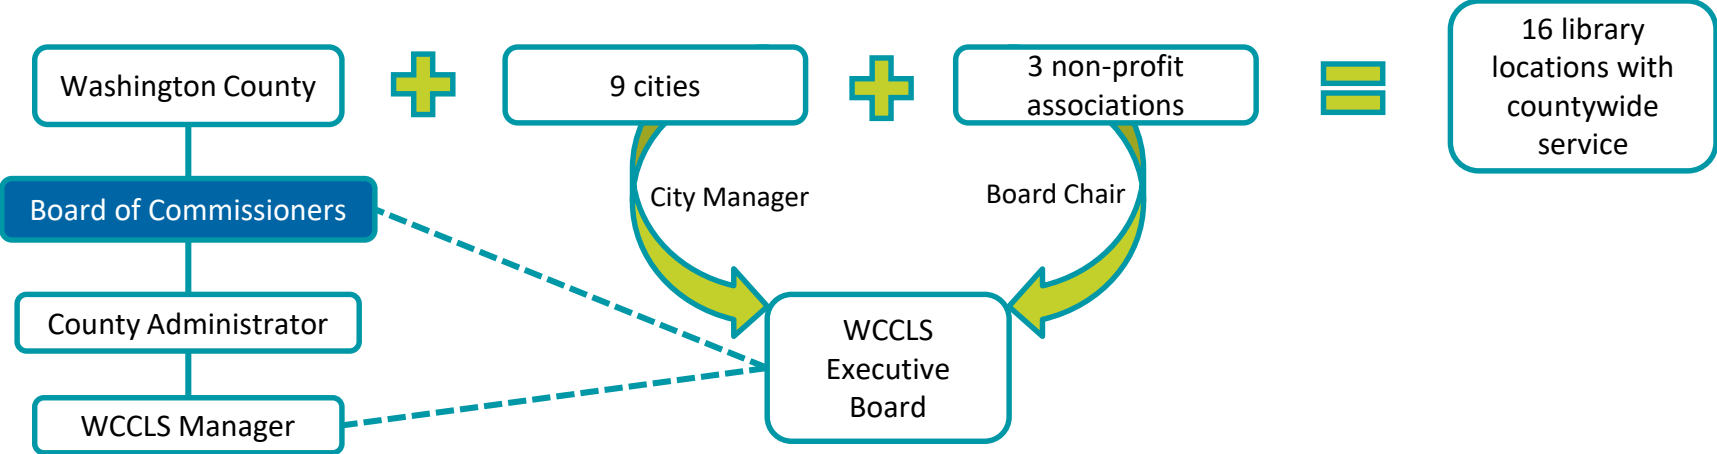 Washington County
9 cities
3 non-profit
associations
16 library
locations with
countywide
service
Board of Commissioners
City Manager
Board Chair
County Administrator
WCCLS Manager
WCCLS
Executive
Board